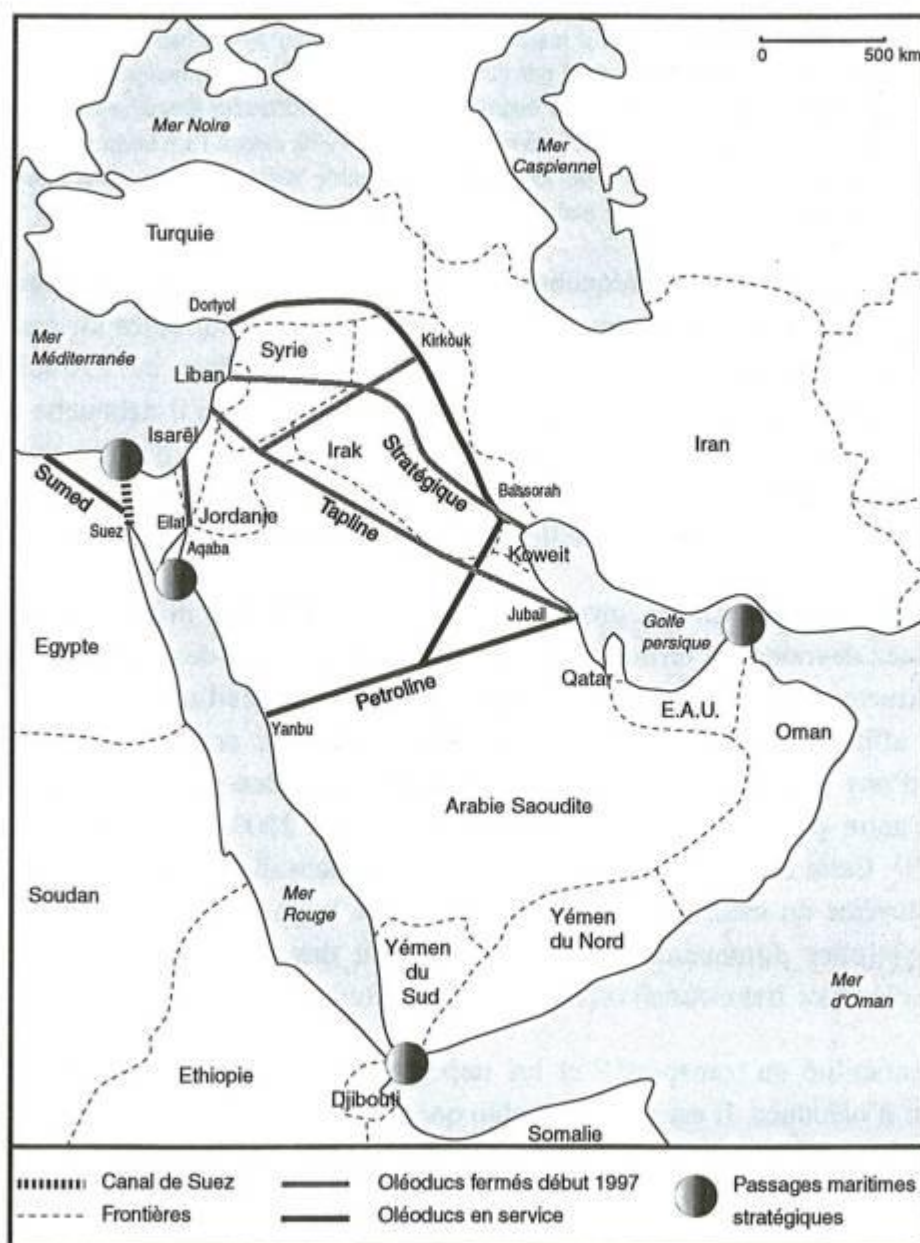 0 500 km
Mer Noire
Mer
Caspienne
Turquie
Dortyol
Mer
Méditerranée
Syrie
Kirkouk
Liban
Isarël
Irak
Stratégique
Iran
Sumed
Bassorah
Suez
Eilat
Jordanie
Tapline
Aqaba
Koweit
Jubaïl
Golfe
persique
Egypte
Petroline
Qatar
Yanbu
E.A.U.
Oman
Arabie Saoudite
Soudan
Mer
Rouge
Yémen
du
Sud
Yémen
du Nord
Mer
d'Oman
Ethiopie
Djibouti
Somalie
Canal de Suez
Frontières
Oléoducs fermés début 1997
Oléoducs en service
Passages maritimes
stratégiques